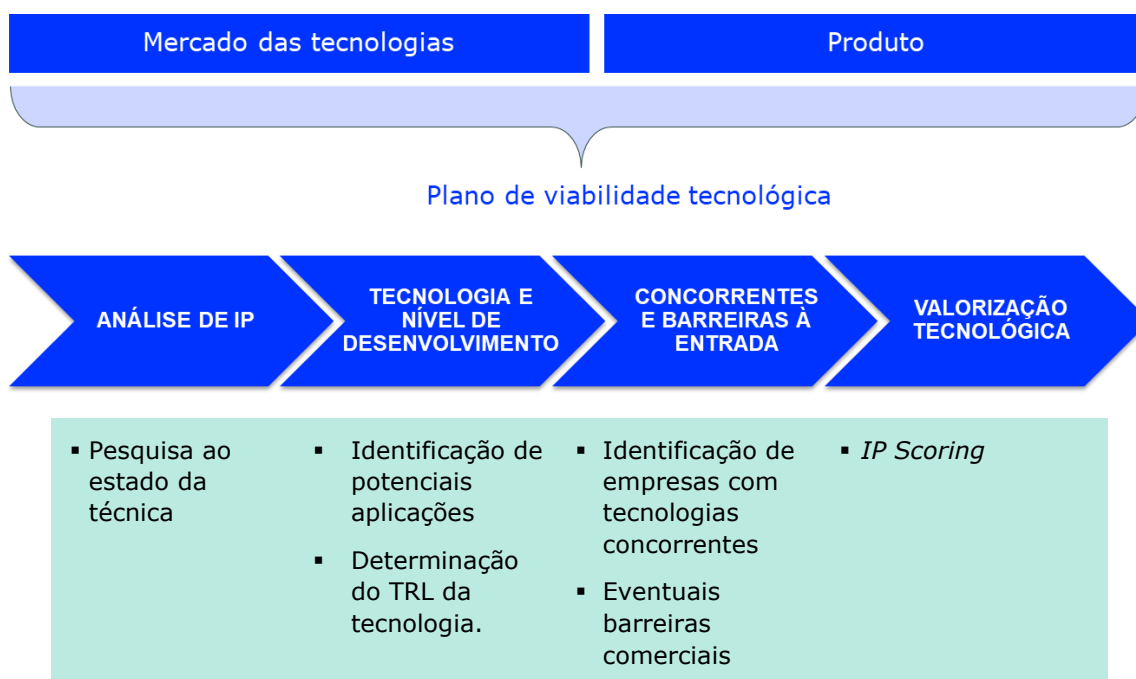 Mercado das tecnologias
Produto
Plano de viabilidade tecnológica
ANÁLISE DE IP
TECNOLOGIA E
NÍVEL DE
DESENVOLVIMENTO
CONCORRENTES
E BARREIRAS À
ENTRADA
VALORIZAÇÃO
TECNOLÓGICA
▪ Pesquisa ao
estado da
técnica
▪ Identificação de
potenciais
aplicações
▪ Determinação
do TRL da
tecnologia.
▪ Identificação de
empresas com
tecnologias
concorrentes
▪ Eventuais
barreiras
comerciais
▪ IP Scoring